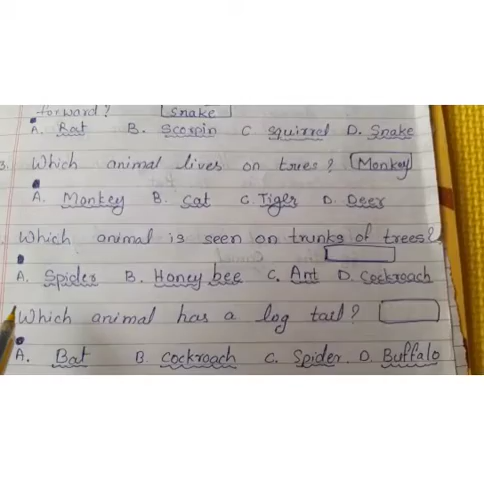 forward? Snake
A. Rat B. Scorpin C squirrel D. Snake
3. Which animal lives on trees? Monkey
A. Monkey B. Cat C. Tiger D. Deer
Which animal is seen on trunks of trees?
A. Spider B. Honey bee C. Ant D. Cockroach
Which animal has a log tail?
A. Bat B Cockroach C. Spider. D. Buffalo